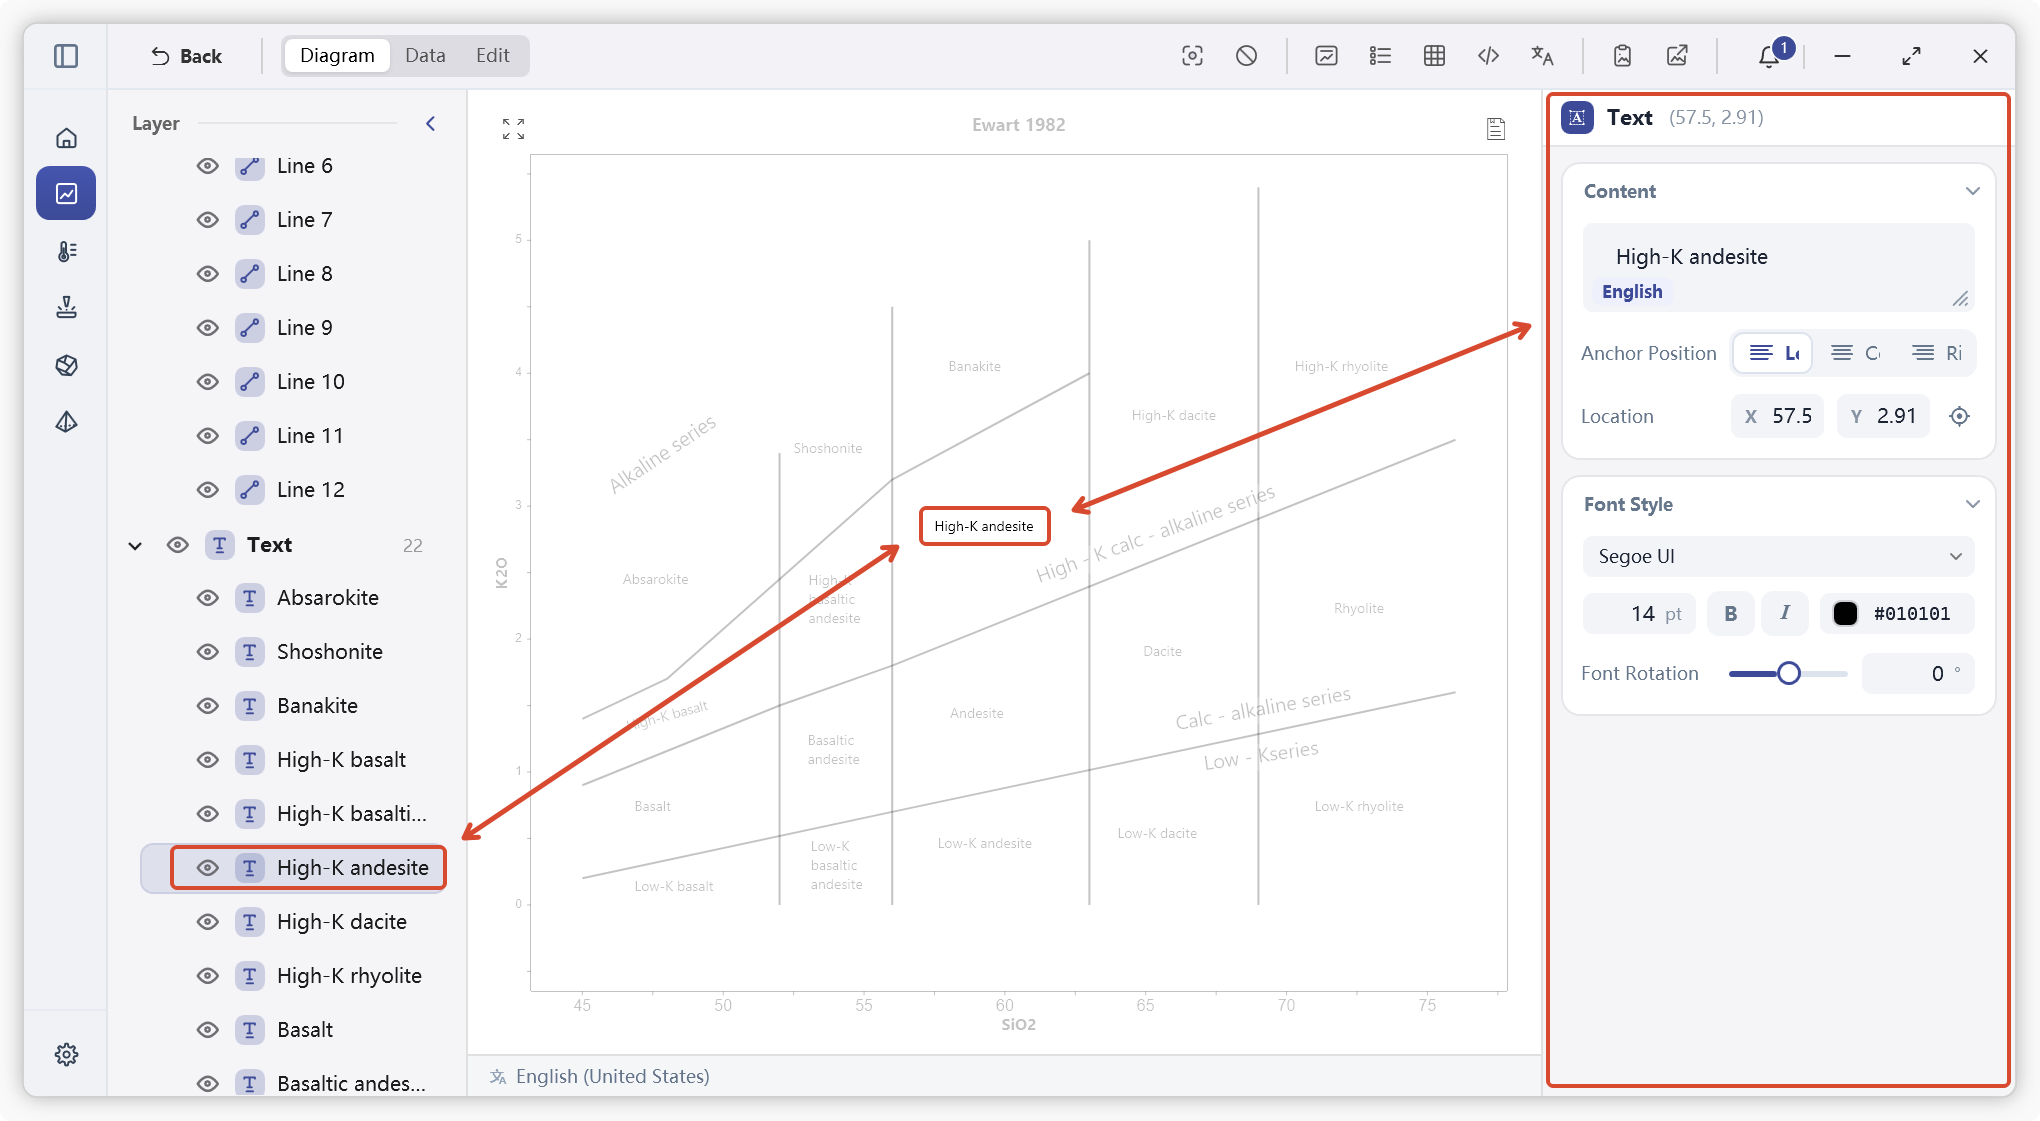 Back
Diagram
Data
Edit
1
Layer
Line 6
Line 7
Line 8
Line 9
Line 10
Line 11
Line 12
Text 22
Absarokite
Shoshonite
Banakite
High-K basalt
High-K basalti...
High-K andesite
High-K dacite
High-K rhyolite
Basalt
Basaltic andes...
Ewart 1982
K2O
5
4
3
2
1
0
Alkaline series
Shoshonite
Banakite
High-K dacite
High-K rhyolite
High-K andesite
High - K calc - alkaline series
Absarokite
High-K
basaltic
andesite
Rhyolite
Dacite
High-K basalt
Andesite
Calc - alkaline series
Basaltic
andesite
Low - Kseries
Basalt
Low-K rhyolite
Low-K dacite
Low-K andesite
Low-K
basaltic
andesite
Low-K basalt
45
50
55
60
65
70
75
SiO2
English (United States)
Text (57.5, 2.91)
Content
High-K andesite
English
Anchor Position
Ri
Location
X 57.5
Y 2.91
Font Style
Segoe UI
14 pt
B
I
#010101
Font Rotation
0 °